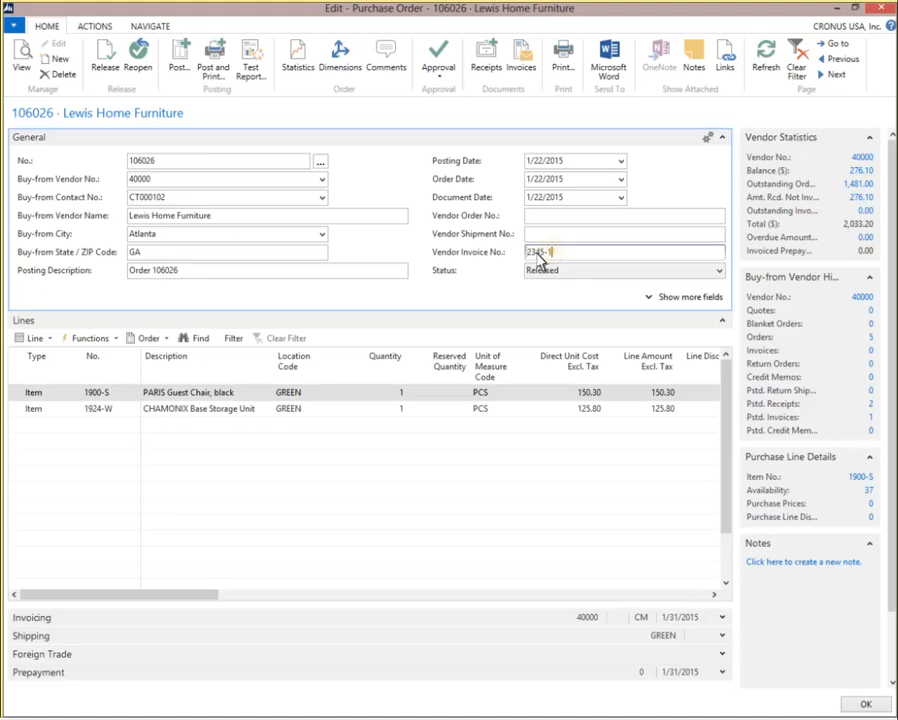 Edit - Purchase Order - 106026 · Lewis Home Furniture
HOME ACTIONS NAVIGATE CRONUS USA, Inc.
View Edit New Delete Release Reopen Post... Post and Print... Test Report... Statistics Dimensions Comments Approval Receipts Invoices Print... Microsoft Word OneNote Notes Links Refresh Clear Filter Go to Previous Next
Manage Release Posting Order Approval Documents Print Send To Show Attached Page
106026 · Lewis Home Furniture
General
No.: 106026 ...
Buy-from Vendor No.: 40000
Buy-from Contact No.: CT000102
Buy-from Vendor Name: Lewis Home Furniture
Buy-from City: Atlanta
Buy-from State / ZIP Code: GA
Posting Description: Order 106026
Posting Date: 1/22/2015
Order Date: 1/22/2015
Document Date: 1/22/2015
Vendor Order No.:
Vendor Shipment No.:
Vendor Invoice No.: 2345-1
Status: Released
Show more fields
Lines
Line Functions Order Find Filter Clear Filter
Type No. Description Location Code Quantity Reserved Quantity Unit of Measure Code Direct Unit Cost Excl. Tax Line Amount Excl. Tax Line Disc
Item 1900-S PARIS Guest Chair, black GREEN 1 PCS 150.30 150.30
Item 1924-W CHAMONIX Base Storage Unit GREEN 1 PCS 125.80 125.80
Invoicing 40000 CM 1/31/2015
Shipping GREEN
Foreign Trade
Prepayment 0 1/31/2015
Vendor Statistics
Vendor No.: 40000
Balance ($): 276.10
Outstanding Ord... 1,481.00
Amt. Rcd. Not Inv... 276.10
Outstanding Invo... 0.00
Total ($): 2,033.20
Overdue Amount... 0.00
Invoiced Prepay... 0.00
Buy-from Vendor Hi...
Vendor No.: 40000
Quotes: 0
Blanket Orders: 0
Orders: 5
Invoices: 0
Return Orders: 0
Credit Memos: 0
Pstd. Return Ship... 0
Pstd. Receipts: 2
Pstd. Invoices: 1
Pstd. Credit Mem... 0
Purchase Line Details
Item No.: 1900-S
Availability: 37
Purchase Prices: 0
Purchase Line Dis... 0
Notes
Click here to create a new note.
OK